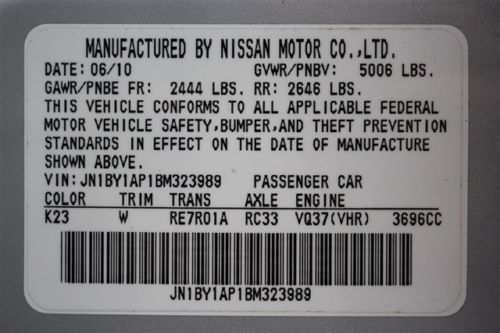 MANUFACTURED BY NISSAN MOTOR CO.,LTD.
DATE: 06/10 GVWR/PNBV: 5006 LBS.
GAWR/PNBE FR: 2444 LBS. RR: 2646 LBS.
THIS VEHICLE CONFORMS TO ALL APPLICABLE FEDERAL
MOTOR VEHICLE SAFETY,BUMPER,AND THEFT PREVENTION
STANDARDS IN EFFECT ON THE DATE OF MANUFACTURE
SHOWN ABOVE.
VIN: JN1BY1AP1BM323989 PASSENGER CAR
COLOR TRIM TRANS AXLE ENGINE
K23 W RE7R01A RC33 VQ37(VHR) 3696CC
JN1BY1AP1BM323989